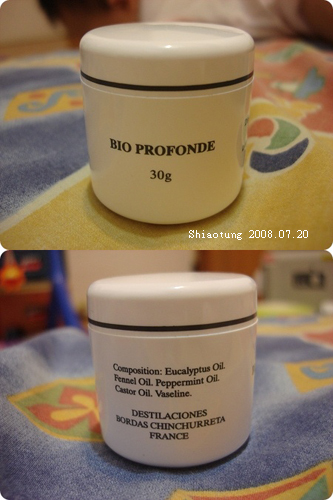 BIO PROFONDE
30g
Shiaotung 2008.07.20
Composition: Eucalyptus Oil.
Fennel Oil. Peppermint Oil.
Castor Oil. Vaseline.
DESTILACIONES
BORDAS CHINCHURRETA
FRANCE